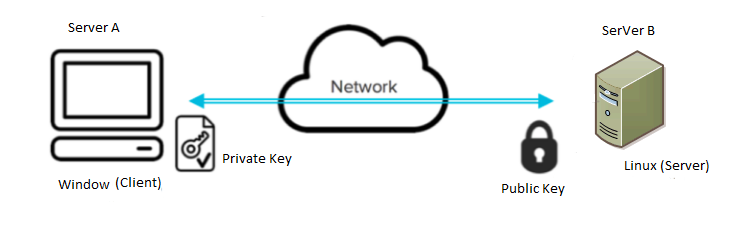 Server A
SerVer B
Network
Private Key
Window (Client)
Public Key
Linux (Server)